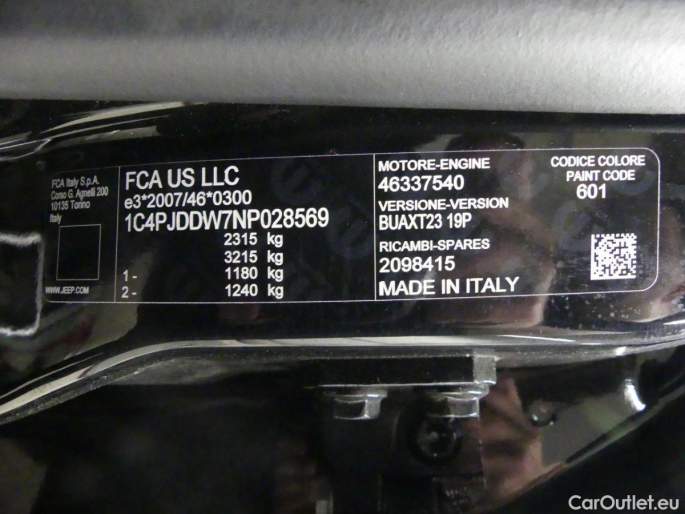 FCA Italy S.p.A.
Corso G. Agnelli 200
10135 Torino
Italy
WWW.JEEP.COM
FCA US LLC
e3*2007/46*0300
1C4PJDDW7NP028569
2315 kg
3215 kg
1 - 1180 kg
2 - 1240 kg
MOTORE-ENGINE
46337540
VERSIONE-VERSION
BUAXT23 19P
RICAMBI-SPARES
2098415
MADE IN ITALY
CODICE COLORE
PAINT CODE
601
CarOutlet.eu